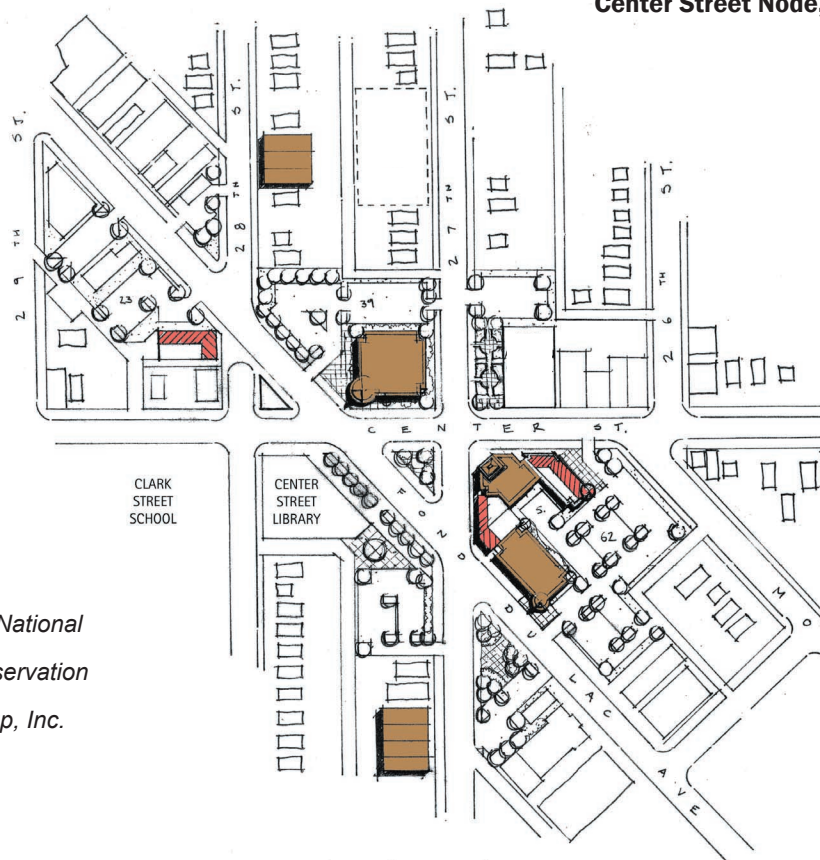 Center Street Node,
29TH ST.
28TH ST.
27TH ST.
26TH ST.
23
39
CENTER ST.
CLARK
STREET
SCHOOL
CENTER
STREET
LIBRARY
S.
62
FOND DU LAC AVE
MO
National
servation
p, Inc.